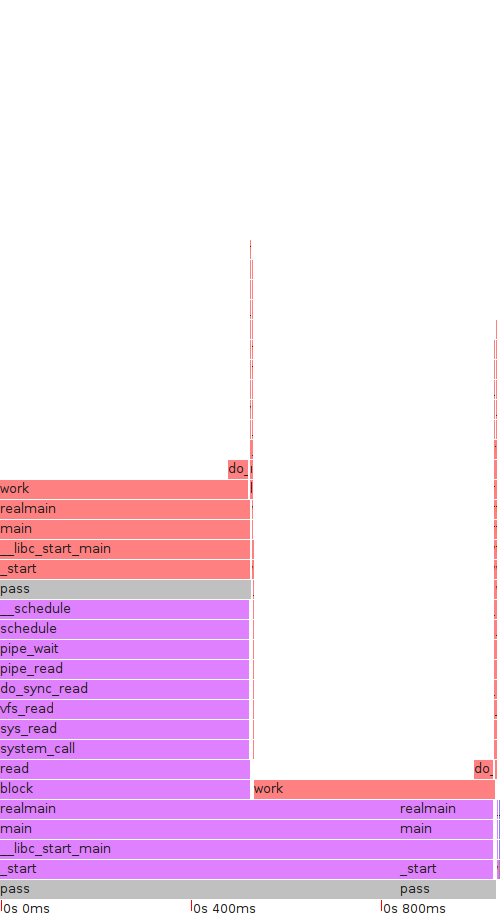 do_
work
realmain
main
__libc_start_main
_start
pass
__schedule
schedule
pipe_wait
pipe_read
do_sync_read
vfs_read
sys_read
system_call
read do_
block work
realmain realmain
main main
__libc_start_main
_start _start
pass pass
0s 0ms 0s 400ms 0s 800ms